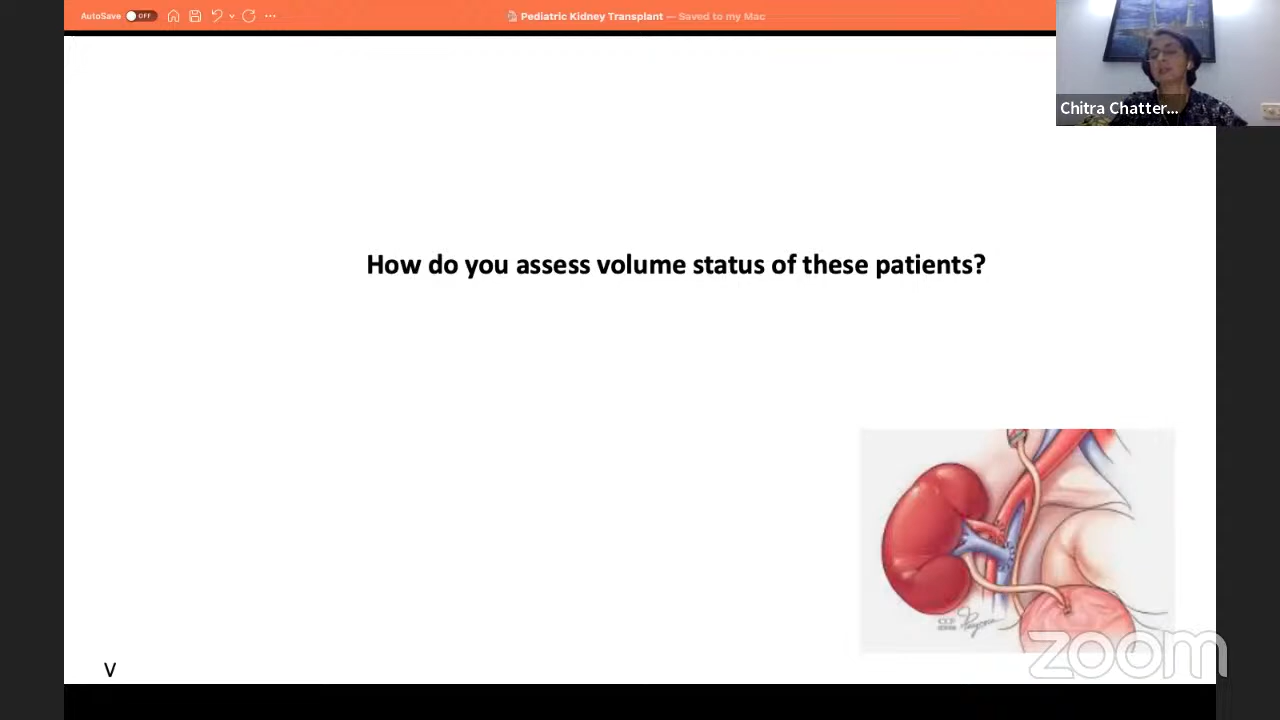 AutoSave OFF
Pediatric Kidney Transplant — Saved to my Mac
Chitra Chatter...
How do you assess volume status of these patients?
zoom
V